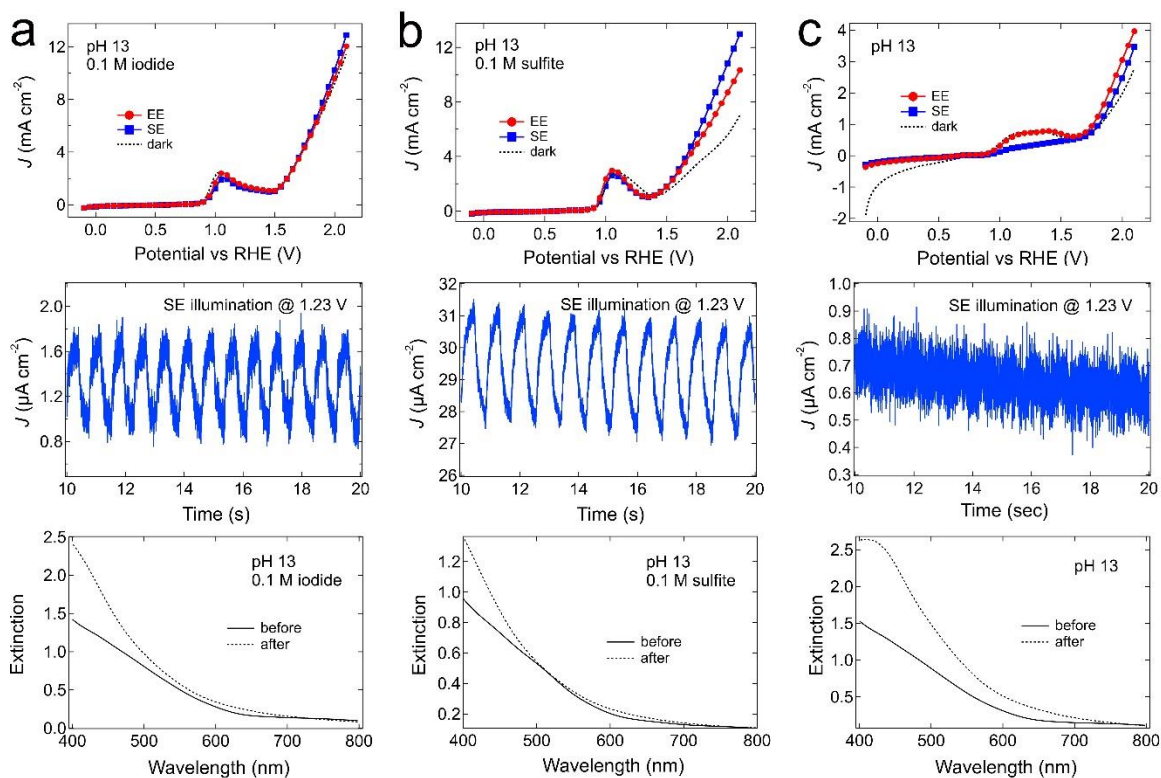 a
pH 13
0.1 M iodide
EE
SE
dark
12
8
4
0
J (mA cm⁻²)
0.0 0.5 1.0 1.5 2.0
Potential vs RHE (V)
b
pH 13
0.1 M sulfite
EE
SE
dark
12
8
4
0
J (mA cm⁻²)
0.0 0.5 1.0 1.5 2.0
Potential vs RHE (V)
c
pH 13
EE
SE
dark
4
3
2
1
0
-1
-2
J (mA cm⁻²)
0.0 0.5 1.0 1.5 2.0
Potential vs RHE (V)
SE illumination @ 1.23 V
2.0
1.6
1.2
0.8
J (μA cm⁻²)
10 12 14 16 18 20
Time (s)
SE illumination @ 1.23 V
32
31
30
29
28
27
26
J (μA cm⁻²)
10 12 14 16 18 20
Time (s)
SE illumination @ 1.23 V
1.0
0.9
0.8
0.7
0.6
0.5
0.4
0.3
J (μA cm⁻²)
10 12 14 16 18 20
Time (sec)
pH 13
0.1 M iodide
before
after
2.5
2.0
1.5
1.0
0.5
0.0
Extinction
400 500 600 700 800
Wavelength (nm)
pH 13
0.1 M sulfite
before
after
1.2
1.0
0.8
0.6
0.4
0.2
Extinction
400 500 600 700 800
Wavelength (nm)
pH 13
before
after
2.5
2.0
1.5
1.0
0.5
Extinction
400 500 600 700 800
Wavelength (nm)